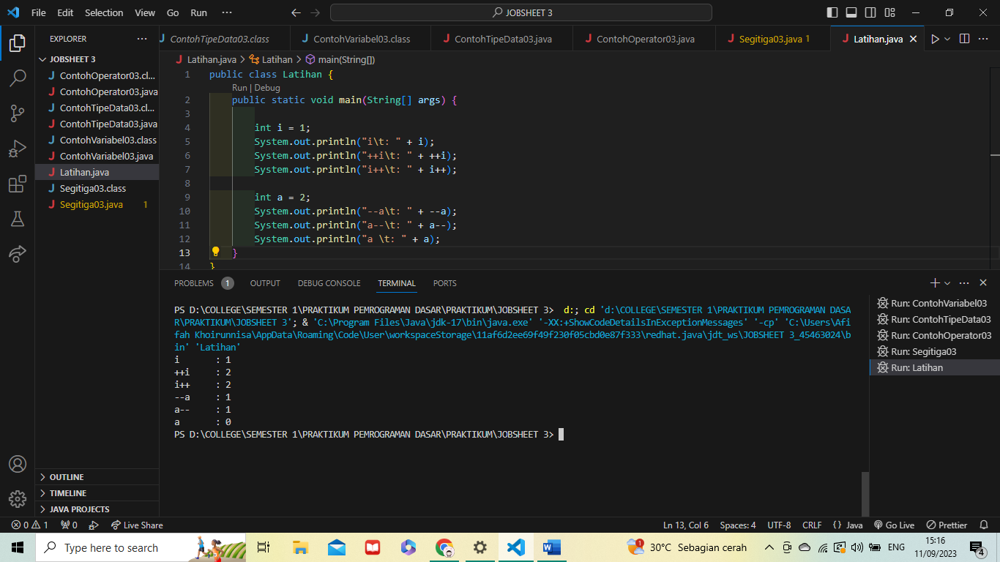 File Edit Selection View Go Run ···
JOBSHEET 3
EXPLORER ···
JOBSHEET 3
ContohOperator03.cl...
ContohOperator03.java
ContohTipeData03.cl...
ContohTipeData03.java
ContohVariabel03.class
ContohVariabel03.java
Latihan.java
Segitiga03.class
Segitiga03.java 1
OUTLINE
TIMELINE
JAVA PROJECTS
ContohTipeData03.class ContohVariabel03.class ContohTipeData03.java ContohOperator03.java Segitiga03.java 1 Latihan.java
Latihan.java > Latihan > main(String[])
1 public class Latihan {
Run | Debug
2 public static void main(String[] args) {
3
4 int i = 1;
5 System.out.println("i\t: " + i);
6 System.out.println("++i\t: " + ++i);
7 System.out.println("i++\t: " + i++);
8
9 int a = 2;
10 System.out.println("--a\t: " + --a);
11 System.out.println("a--\t: " + a--);
12 System.out.println("a \t: " + a);
13 }
14 }
PROBLEMS 1 OUTPUT DEBUG CONSOLE TERMINAL PORTS
PS D:\COLLEGE\SEMESTER 1\PRAKTIKUM PEMROGRAMAN DASAR\PRAKTIKUM\JOBSHEET 3> d:; cd 'd:\COLLEGE\SEMESTER 1\PRAKTIKUM PEMROGRAMAN DASA
R\PRAKTIKUM\JOBSHEET 3'; & 'C:\Program Files\Java\jdk-17\bin\java.exe' '-XX:+ShowCodeDetailsInExceptionMessages' '-cp' 'C:\Users\Afi
fah Khoirunnisa\AppData\Roaming\Code\User\workspaceStorage\11af6d2ee69f49f230f05cbd0e87f333\redhat.java\jdt_ws\JOBSHEET 3_45463024\b
in' 'Latihan'
i : 1
++i : 2
i++ : 2
--a : 1
a-- : 1
a : 0
PS D:\COLLEGE\SEMESTER 1\PRAKTIKUM PEMROGRAMAN DASAR\PRAKTIKUM\JOBSHEET 3>
Run: ContohVariabel03
Run: ContohTipeData03
Run: ContohOperator03
Run: Segitiga03
Run: Latihan
0 1 0 Live Share Ln 13, Col 6 Spaces: 4 UTF-8 CRLF {} Java Go Live Prettier
Type here to search
30°C Sebagian cerah
ENG
15:16
11/09/2023
1
4